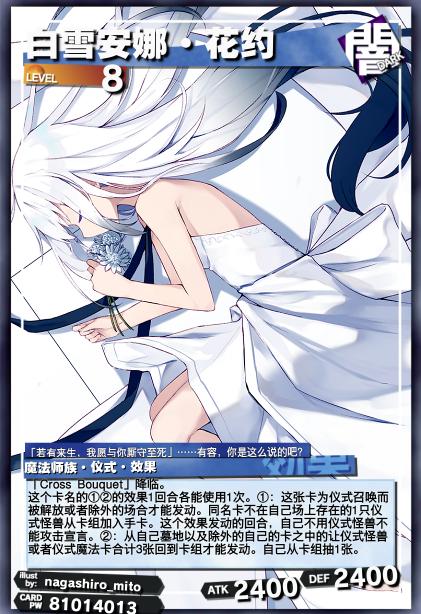 白雪安娜·花约
闇
DARK
LEVEL 8
「若有来生，我愿与你厮守至死」……有容，你是这么说的吧？
魔法师族·仪式·效果
「Cross Bouquet」降临。
这个卡名的①②的效果1回合各能使用1次。①：这张卡为仪式召唤而
被解放或者除外的场合才能发动。同名卡不在自己场上存在的1只仪
式怪兽从卡组加入手卡。这个效果发动的回合，自己不用仪式怪兽不
能攻击宣言。②：从自己墓地以及除外的自己的卡之中的让仪式怪兽
或者仪式魔法卡合计3张回到卡组才能发动。自己从卡组抽1张。
illust by: nagashiro_mito
CARD PW 81014013
ATK 2400 DEF 2400